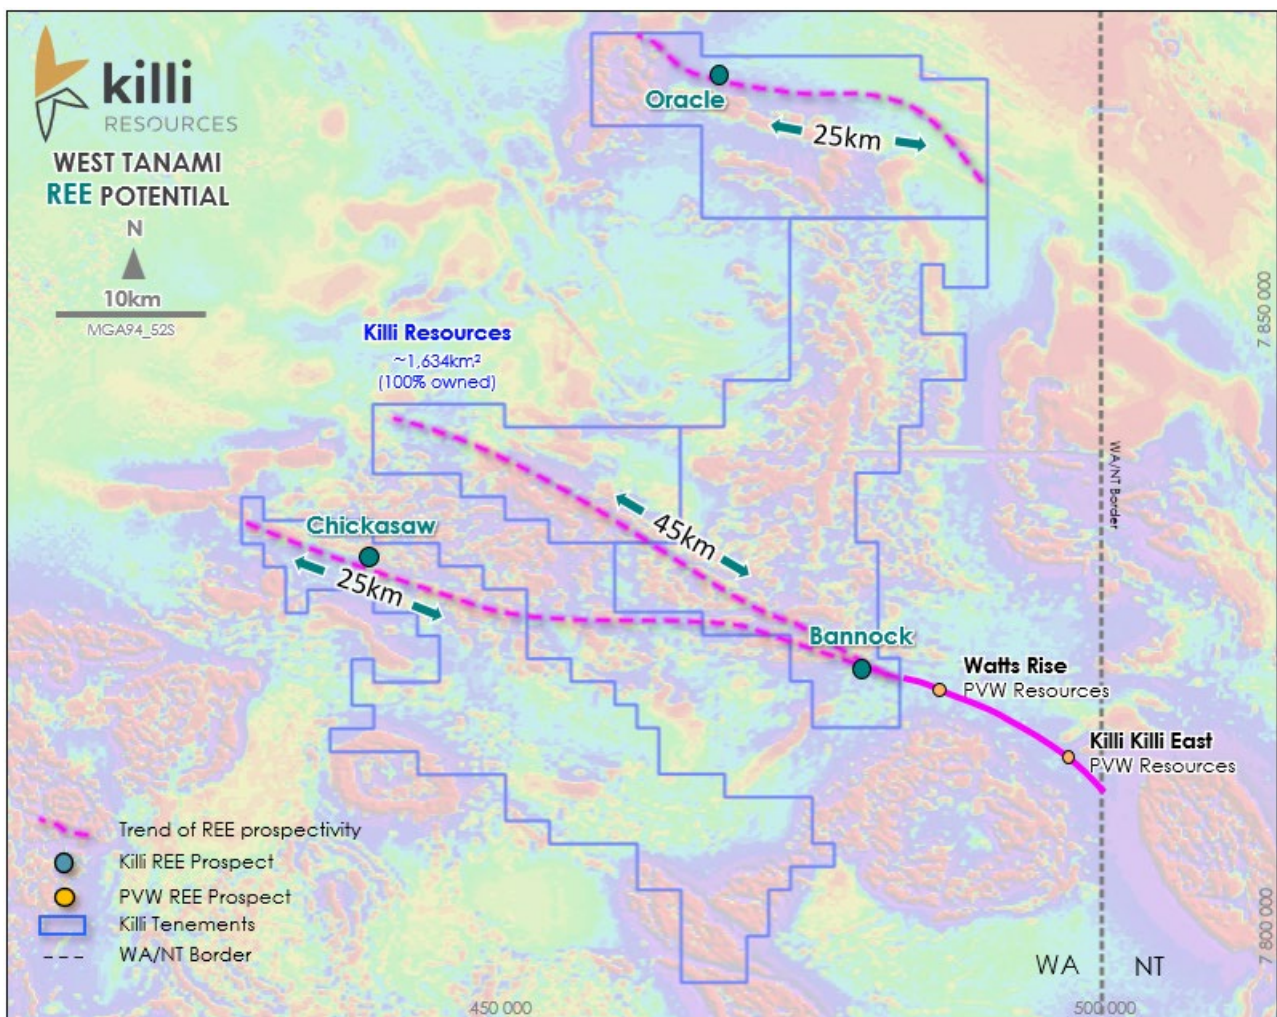 killi
RESOURCES
WEST TANAMI
REE POTENTIAL
N
10km
MGA94_52S
Oracle
25km
7 850 000
Killi Resources
~1,634km²
(100% owned)
WA/NT Border
45km
Chickasaw
25km
Bannock
Watts Rise
PVW Resources
Killi Killi East
PVW Resources
Trend of REE prospectivity
Killi REE Prospect
PVW REE Prospect
Killi Tenements
WA/NT Border
7 800 000
WA
NT
450 000
500 000